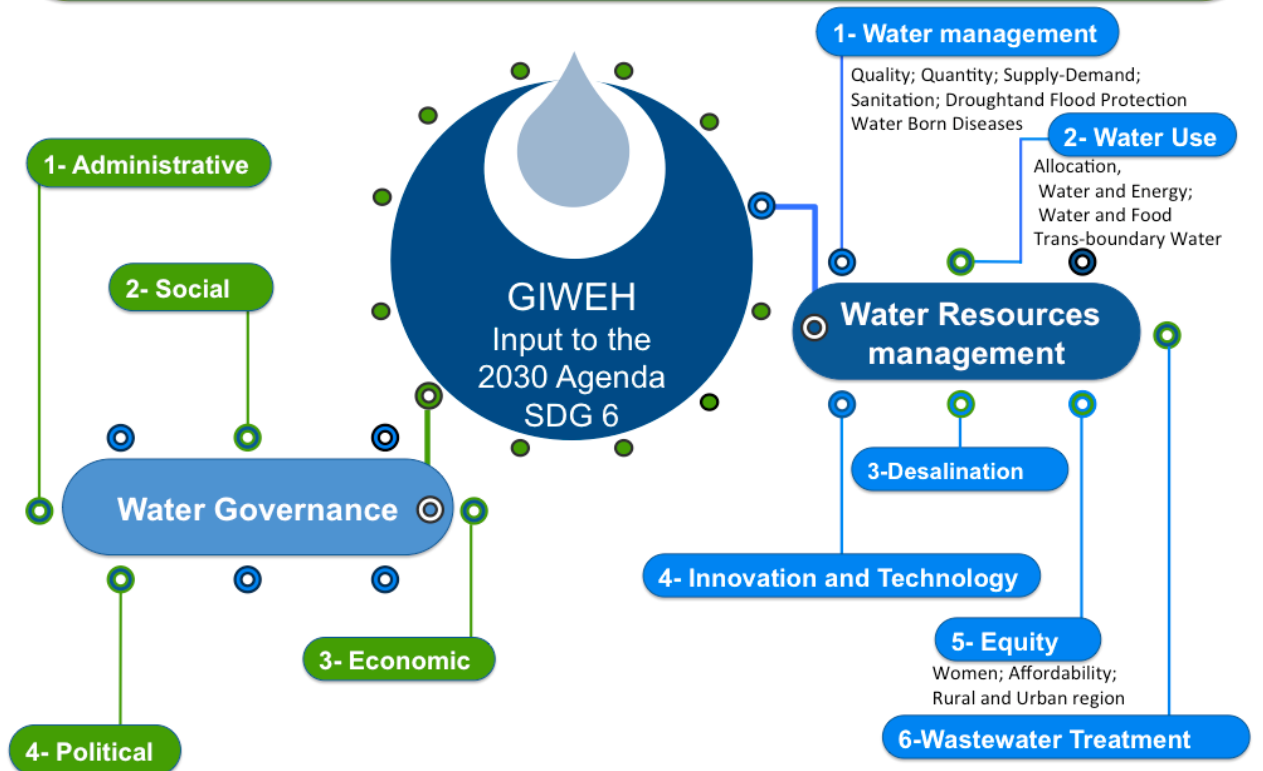 GIWEH
Input to the
2030 Agenda
SDG 6
Water Governance
1- Administrative
2- Social
3- Economic
4- Political
Water Resources
management
1- Water management
Quality; Quantity; Supply-Demand;
Sanitation; Droughtand Flood Protection
Water Born Diseases
2- Water Use
Allocation,
Water and Energy;
Water and Food
Trans-boundary Water
3-Desalination
4- Innovation and Technology
5- Equity
Women; Affordability;
Rural and Urban region
6-Wastewater Treatment